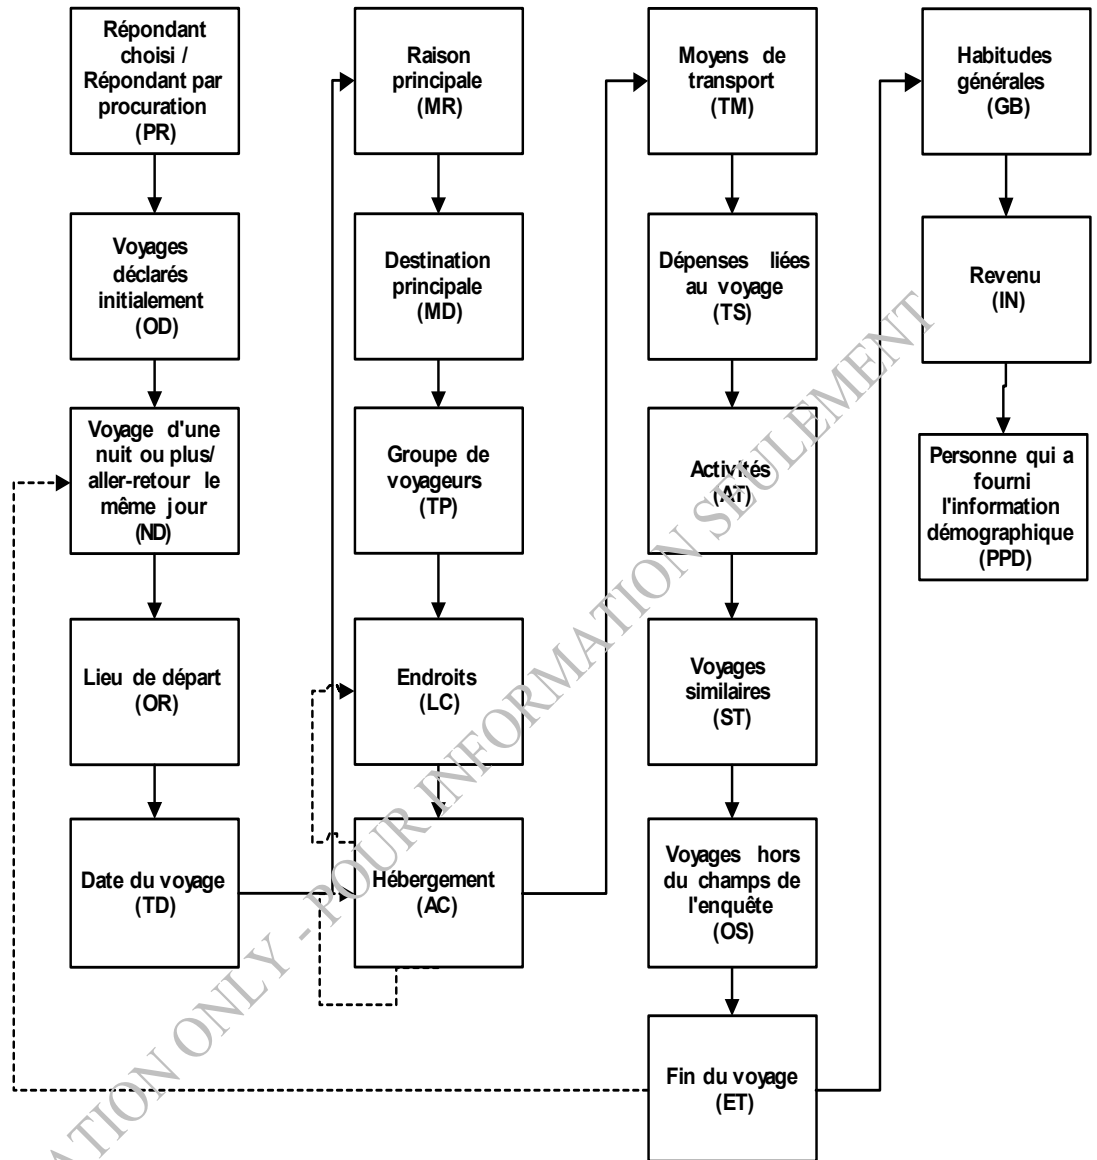 Répondant
choisi /
Répondant par
procuration
(PR)
Voyages
déclarés
initialement
(OD)
Voyage d'une
nuit ou plus/
aller-retour le
même jour
(ND)
Lieu de départ
(OR)
Date du voyage
(TD)
Raison
principale
(MR)
Destination
principale
(MD)
Groupe de
voyageurs
(TP)
Endroits
(LC)
Hébergement
(AC)
Moyens de
transport
(TM)
Dépenses liées
au voyage
(TS)
Activités
(AT)
Voyages
similaires
(ST)
Voyages hors
du champs de
l'enquête
(OS)
Fin du voyage
(ET)
Habitudes
générales
(GB)
Revenu
(IN)
Personne qui a
fourni
l'information
démographique
(PPD)
ATION ONLY - POUR INFORMATION SEULEMENT